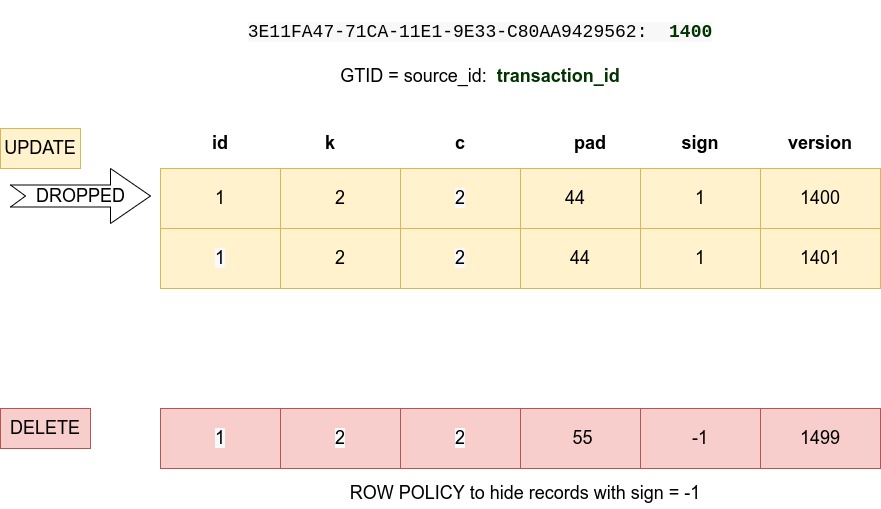 3E11FA47-71CA-11E1-9E33-C80AA9429562: 1400
GTID = source_id: transaction_id
UPDATE
id k c pad sign version
DROPPED
1 2 2 44 1 1400
1 2 2 44 1 1401
DELETE
1 2 2 55 -1 1499
ROW POLICY to hide records with sign = -1